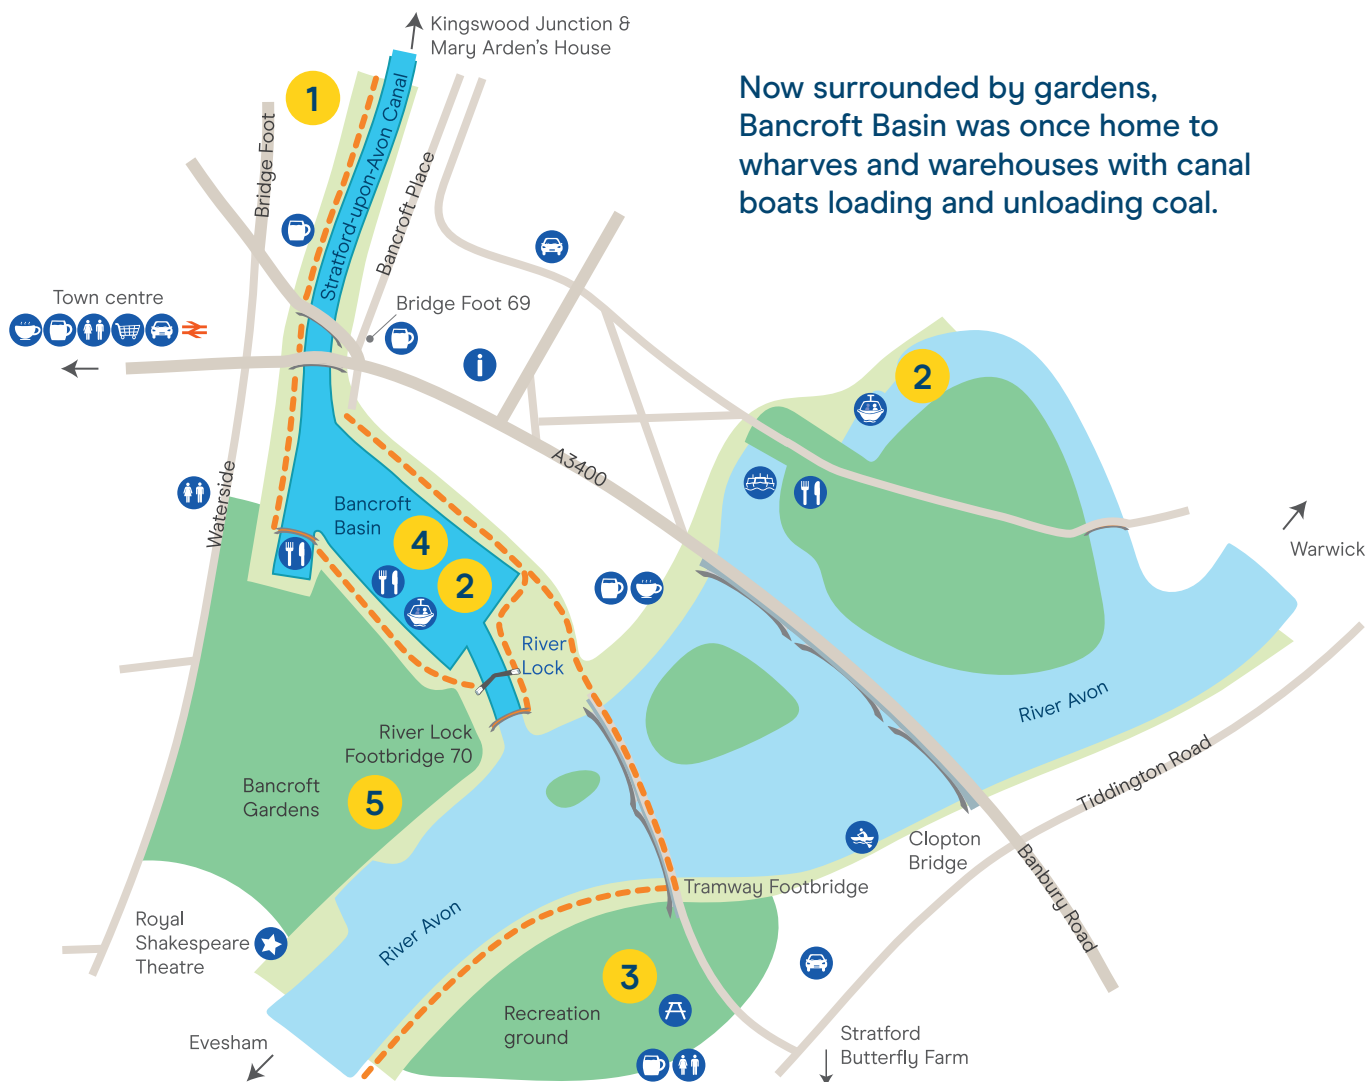 Kingswood Junction &
Mary Arden's House
Now surrounded by gardens,
Bancroft Basin was once home to
wharves and warehouses with canal
boats loading and unloading coal.
1
Bridge Foot
Stratford-upon-Avon Canal
Bancroft Place
Town centre
Bridge Foot 69
i
2
A3400
Waterside
Bancroft
Basin
4
2
Warwick
River
Lock
River Avon
River Lock
Footbridge 70
Bancroft
Gardens
5
Tiddington Road
Clopton
Bridge
Banbury Road
Tramway Footbridge
Royal
Shakespeare
Theatre
River Avon
3
Recreation
ground
Evesham
Stratford
Butterfly Farm